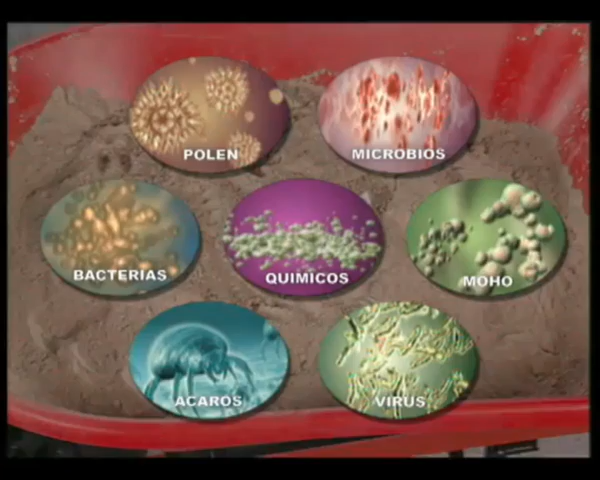 POLEN
MICROBIOS
BACTERIAS
QUIMICOS
MOHO
ACAROS
VIRUS